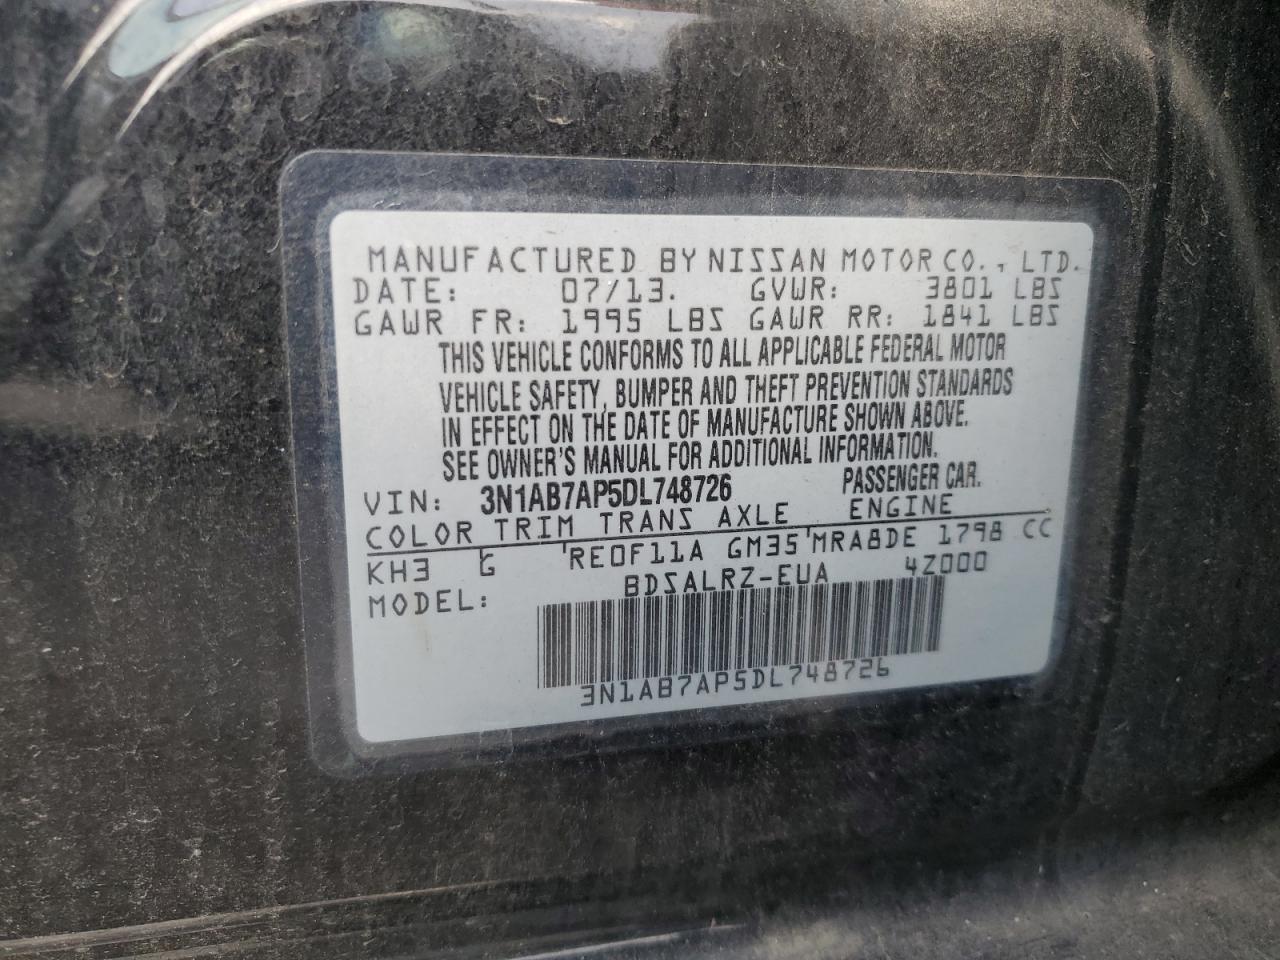 MANUFACTURED BY NISSAN MOTOR CO., LTD.
DATE: 07/13. GVWR: 3801 LBS
GAWR FR: 1995 LBS GAWR RR: 1841 LBS
THIS VEHICLE CONFORMS TO ALL APPLICABLE FEDERAL MOTOR
VEHICLE SAFETY, BUMPER AND THEFT PREVENTION STANDARDS
IN EFFECT ON THE DATE OF MANUFACTURE SHOWN ABOVE.
SEE OWNER'S MANUAL FOR ADDITIONAL INFORMATION.
VIN: 3N1AB7AP5DL748726 PASSENGER CAR.
COLOR TRIM TRANS AXLE ENGINE
KH3 G RE0F11A GM35 MRA8DE 1798 CC
MODEL: BDSALRZ-EUA 4Z000
3N1AB7AP5DL748726